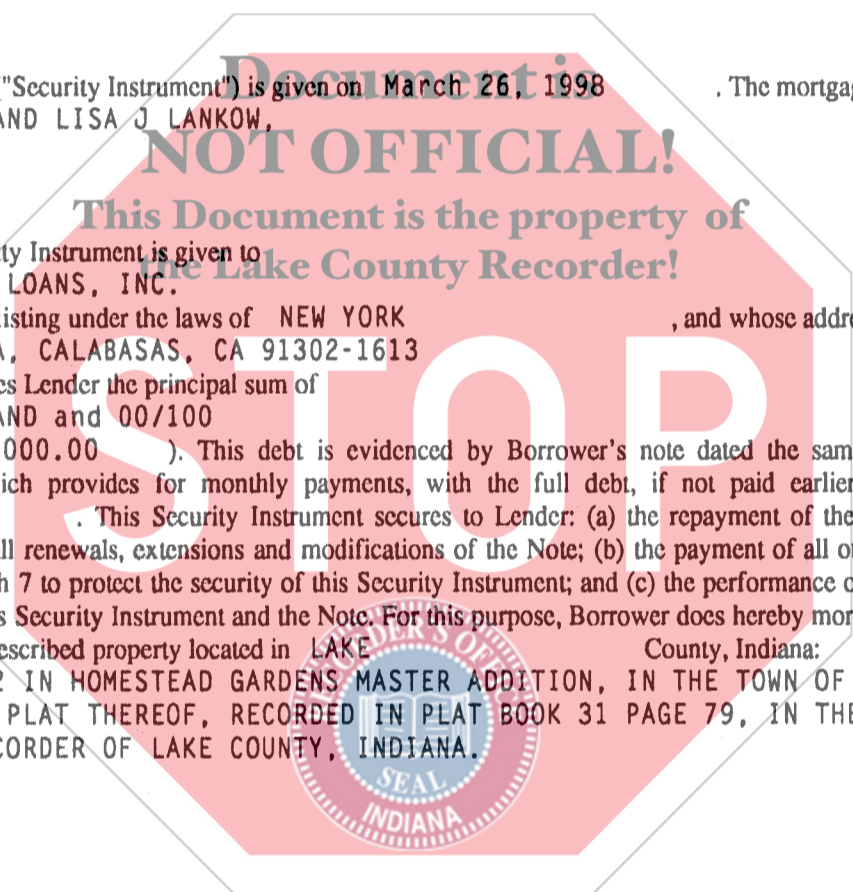 Document is
"Security Instrument") is given on March 26, 1998 . The mortgag
AND LISA J LANKOW,
NOT OFFICIAL!
This Document is the property of
ty Instrument is given to
the Lake County Recorder!
LOANS, INC.
isting under the laws of NEW YORK , and whose addre
A, CALABASAS, CA 91302-1613
es Lender the principal sum of
AND and 00/100
000.00 ). This debt is evidenced by Borrower's note dated the sam
ich provides for monthly payments, with the full debt, if not paid earlier
. This Security Instrument secures to Lender: (a) the repayment of the
ll renewals, extensions and modifications of the Note; (b) the payment of all o
h 7 to protect the security of this Security Instrument; and (c) the performance o
s Security Instrument and the Note. For this purpose, Borrower does hereby mor
escribed property located in LAKE County, Indiana:
2 IN HOMESTEAD GARDENS MASTER ADDITION, IN THE TOWN OF
PLAT THEREOF, RECORDED IN PLAT BOOK 31 PAGE 79, IN THE
CORDER OF LAKE COUNTY, INDIANA.
STOP
RECORDER'S OFFICE
SEAL
INDIANA